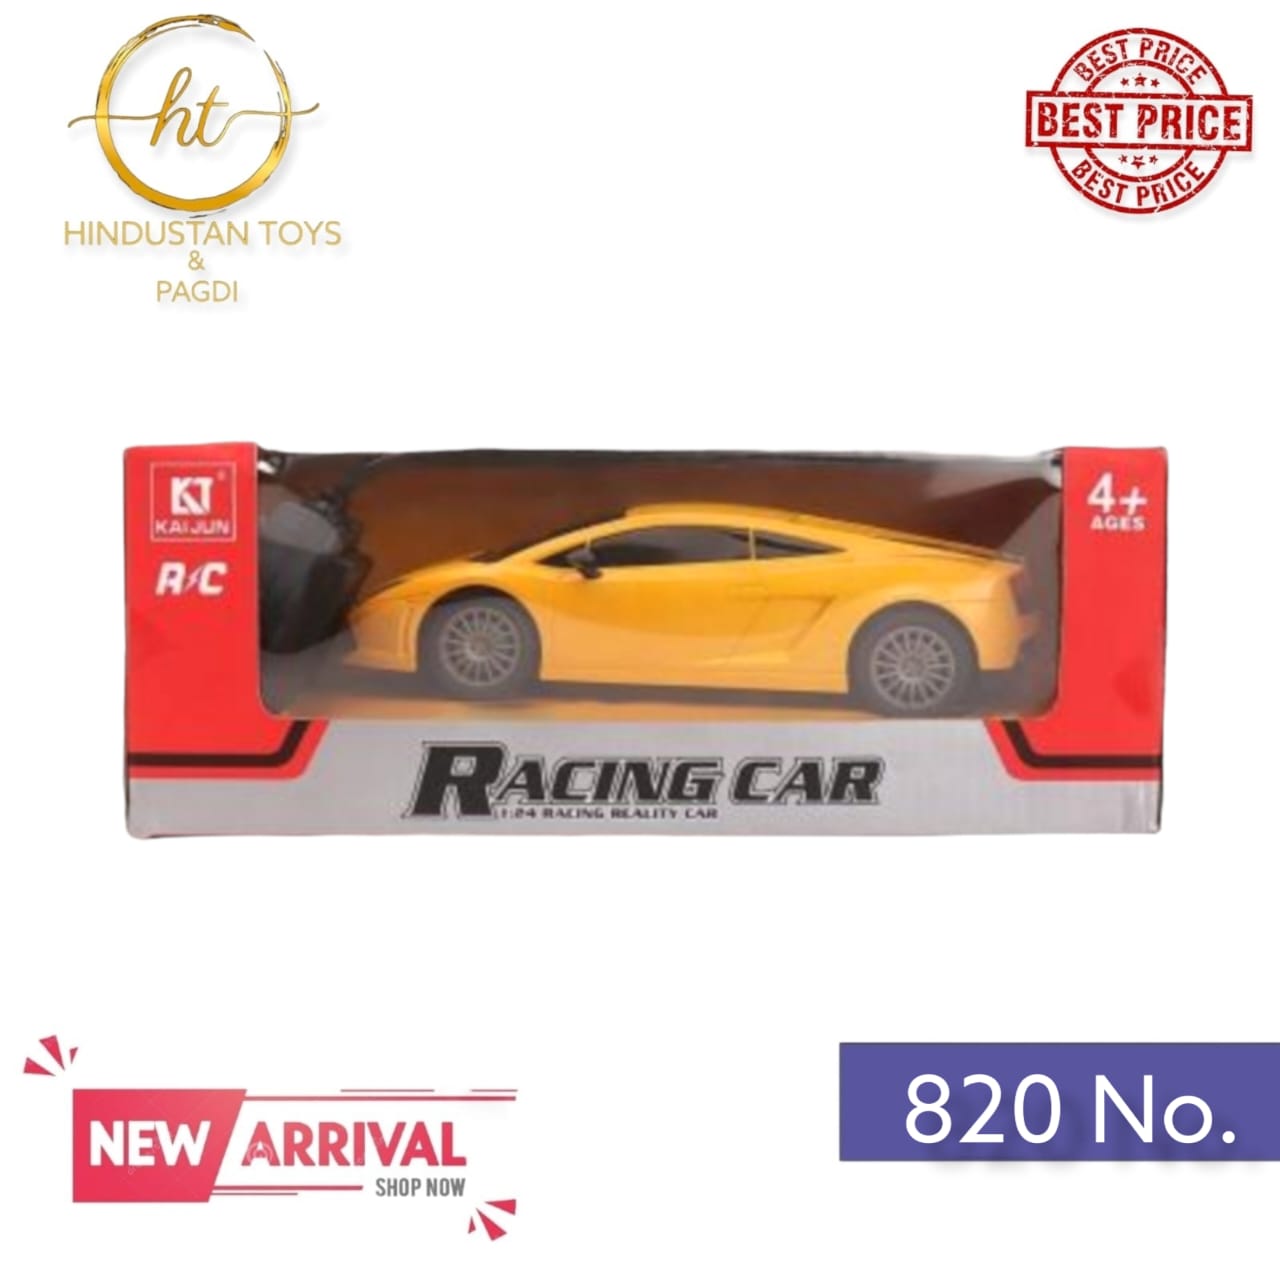 ht
HINDUSTAN TOYS
&
PAGDI
BEST PRICE
BEST PRICE
BEST PRICE
KT
KAIJUN
R/C
4+
AGES
RACING CAR
1:24 RACING REALITY CAR
NEW ARRIVAL
SHOP NOW
820 No.